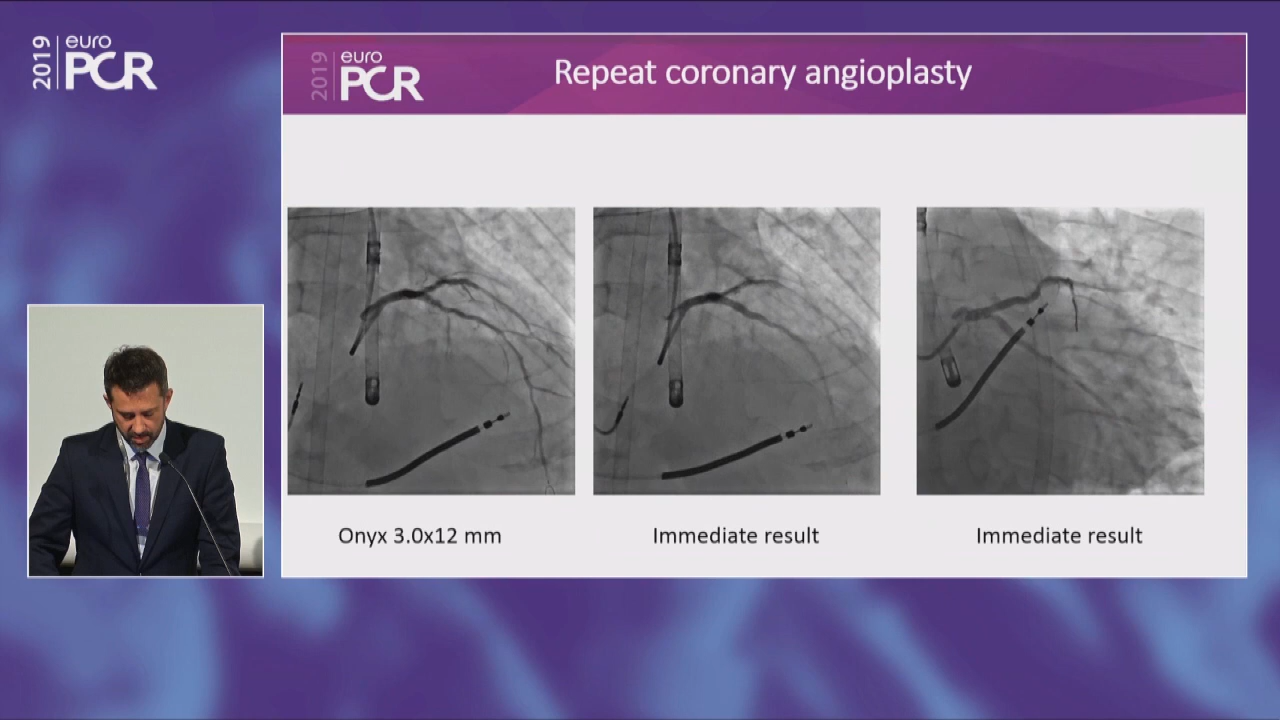 2019
euro
PCR
2019
euro
PCR
Repeat coronary angioplasty
Onyx 3.0x12 mm
Immediate result
Immediate result